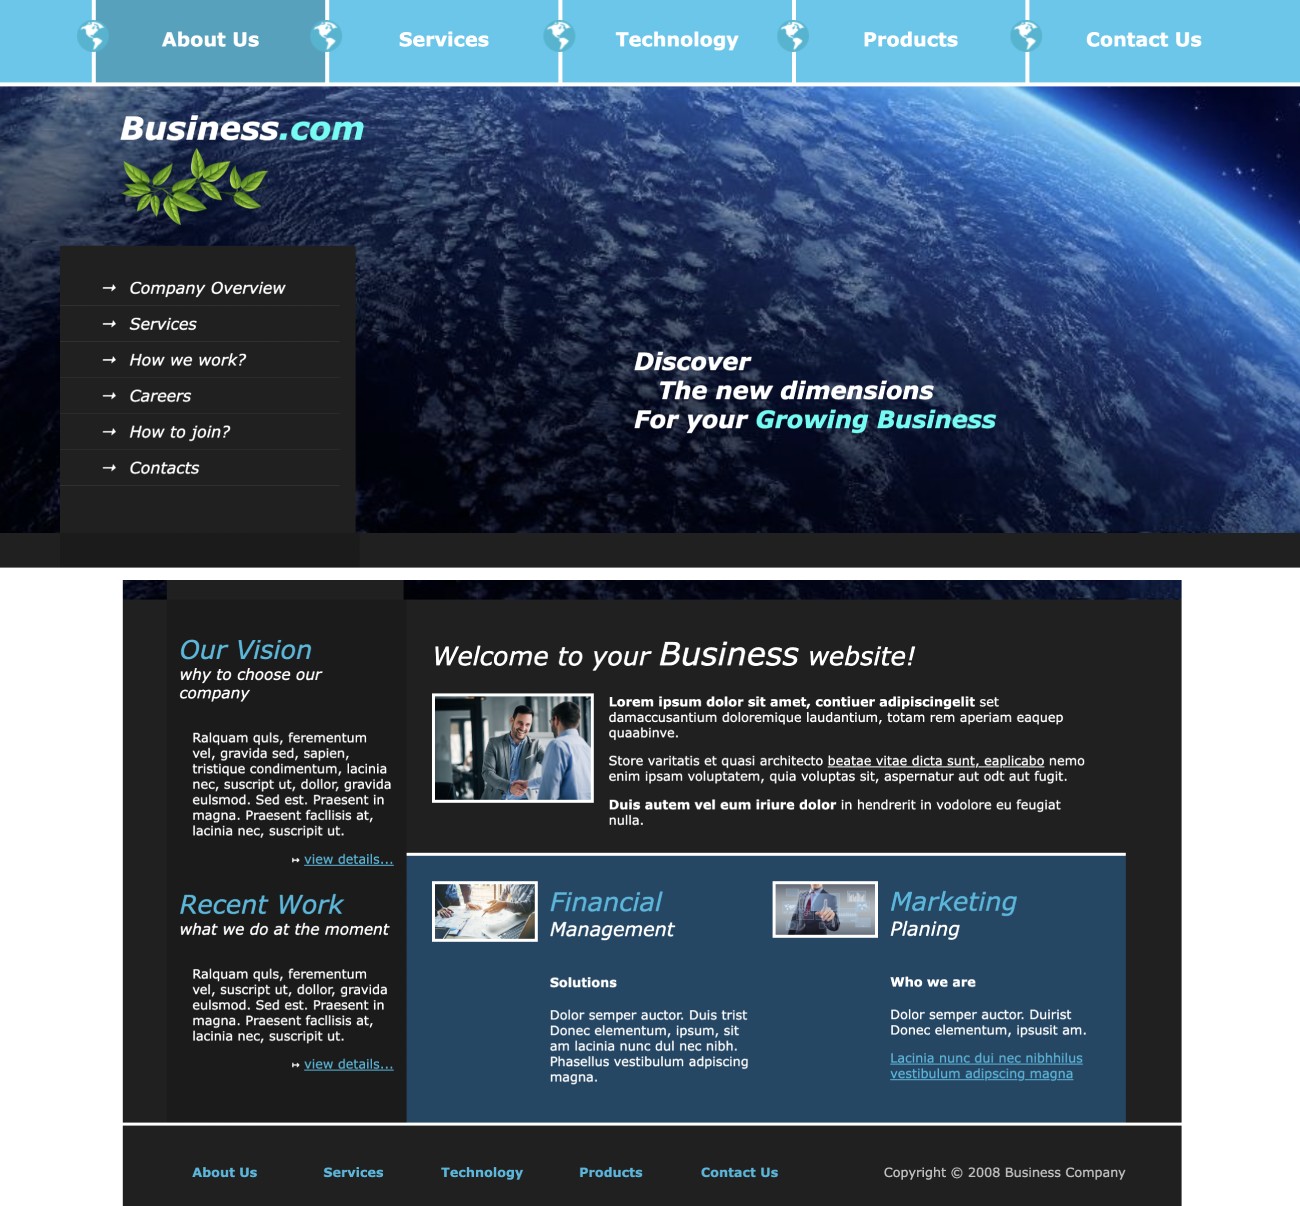 About Us
Services
Technology
Products
Contact Us
Business.com
→ Company Overview
→ Services
→ How we work?
→ Careers
→ How to join?
→ Contacts
Discover
The new dimensions
For your Growing Business
Our Vision
why to choose our
company
Ralquam quls, ferementum
vel, gravida sed, sapien,
tristique condimentum, lacinia
nec, suscript ut, dollor, gravida
eulsmod. Sed est. Praesent in
magna. Praesent facllisis at,
lacinia nec, suscripit ut.
↦ view details...
Recent Work
what we do at the moment
Ralquam quls, ferementum
vel, suscript ut, dollor, gravida
eulsmod. Sed est. Praesent in
magna. Praesent facllisis at,
lacinia nec, suscripit ut.
↦ view details...
Welcome to your Business website!
Lorem ipsum dolor sit amet, contiuer adipiscingelit set
damaccusantium doloremique laudantium, totam rem aperiam eaquep
quaabinve.
Store varitatis et quasi architecto beatae vitae dicta sunt, eaplicabo nemo
enim ipsam voluptatem, quia voluptas sit, aspernatur aut odt aut fugit.
Duis autem vel eum iriure dolor in hendrerit in vodolore eu feugiat
nulla.
Financial
Management
Solutions
Dolor semper auctor. Duis trist
Donec elementum, ipsum, sit
am lacinia nunc dul nec nibh.
Phasellus vestibulum adpiscing
magna.
Marketing
Planing
Who we are
Dolor semper auctor. Duirist
Donec elementum, ipsusit am.
Lacinia nunc dui nec nibhhilus
vestibulum adipscing magna
About Us
Services
Technology
Products
Contact Us
Copyright © 2008 Business Company